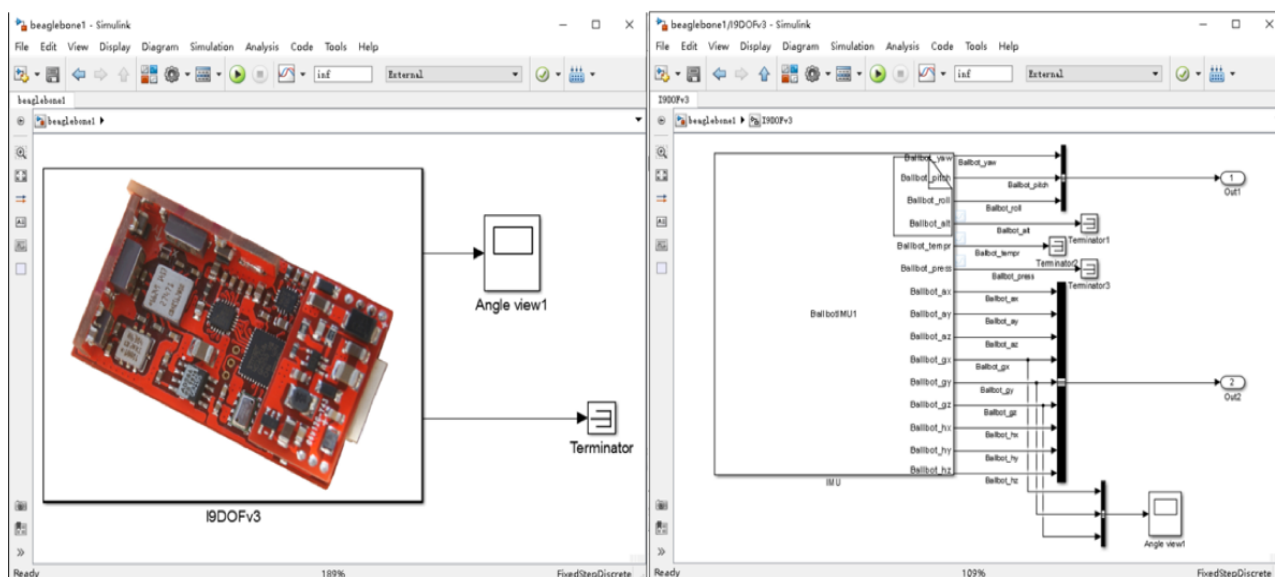 beaglebone1 - Simulink
File Edit View Display Diagram Simulation Analysis Code Tools Help
inf
External
beaglebone1
beaglebone1
Angle view1
Terminator
I9DOFv3
Ready
189%
FixedStepDiscrete
beaglebone1/I9DOFv3 - Simulink
File Edit View Display Diagram Simulation Analysis Code Tools Help
inf
External
I9DOFv3
beaglebone1 I9DOFv3
Ballbot_yaw
Ballbot_yaw
Ballbot_pitch
Ballbot_pitch
1
Out1
Ballbot_roll
Ballbot_roll
Ballbot_alt
Ballbot_alt
Terminator1
Ballbot_tempr
Ballbot_tempr
Terminator2
Ballbot_press
Ballbot_press
Terminator3
Ballbot_ax
Ballbot_ax
BallbotIMU1
Ballbot_ay
Ballbot_ay
Ballbot_az
Ballbot_az
Ballbot_gx
Ballbot_gx
Ballbot_gy
Ballbot_gy
2
Out2
Ballbot_gz
Ballbot_gz
Ballbot_hx
Ballbot_hx
Ballbot_hy
Ballbot_hy
Ballbot_hz
Ballbot_hz
IMU
Angle view1
Ready
109%
FixedStepDiscrete